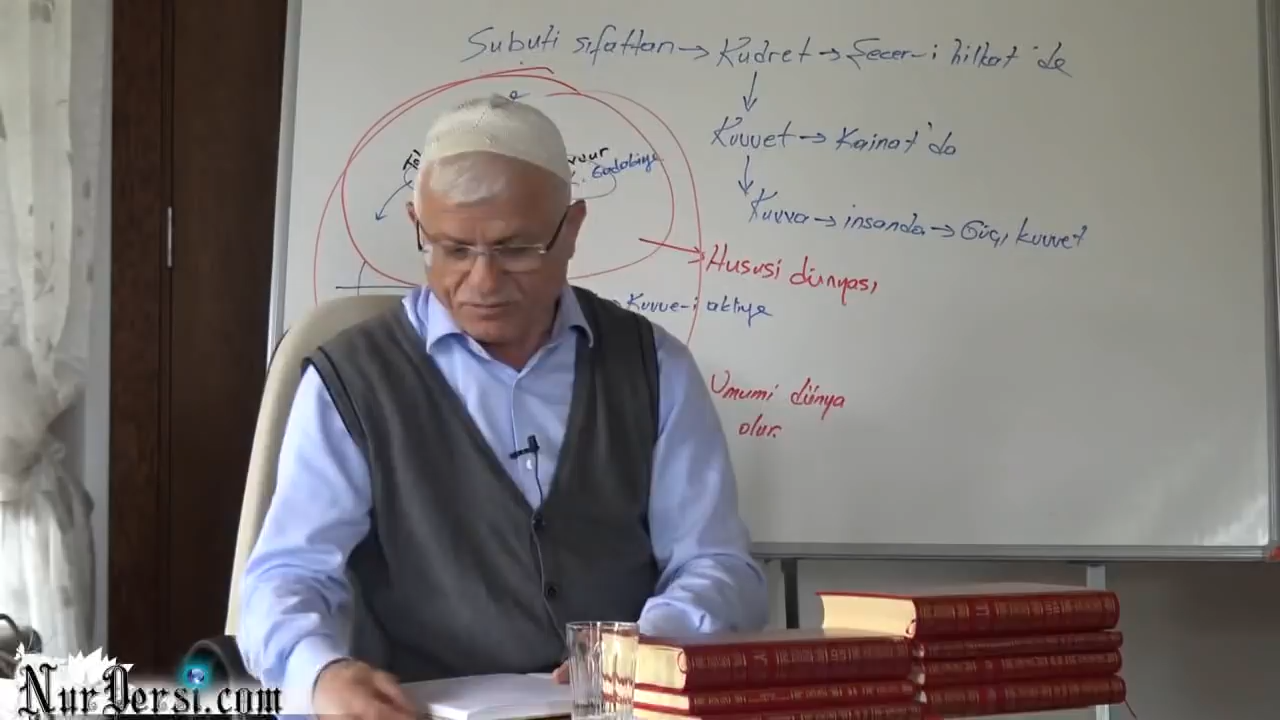 Subuti sıfattan → Kudret → Şecer-i hilkat'de
Kuvvet → Kainat'da
Kuvva → insanda → Güç, kuvvet
Gadabiye
Hususi dünyası,
Kuvve-i akliye
Umumi dünya
olur.
NurDersi.com